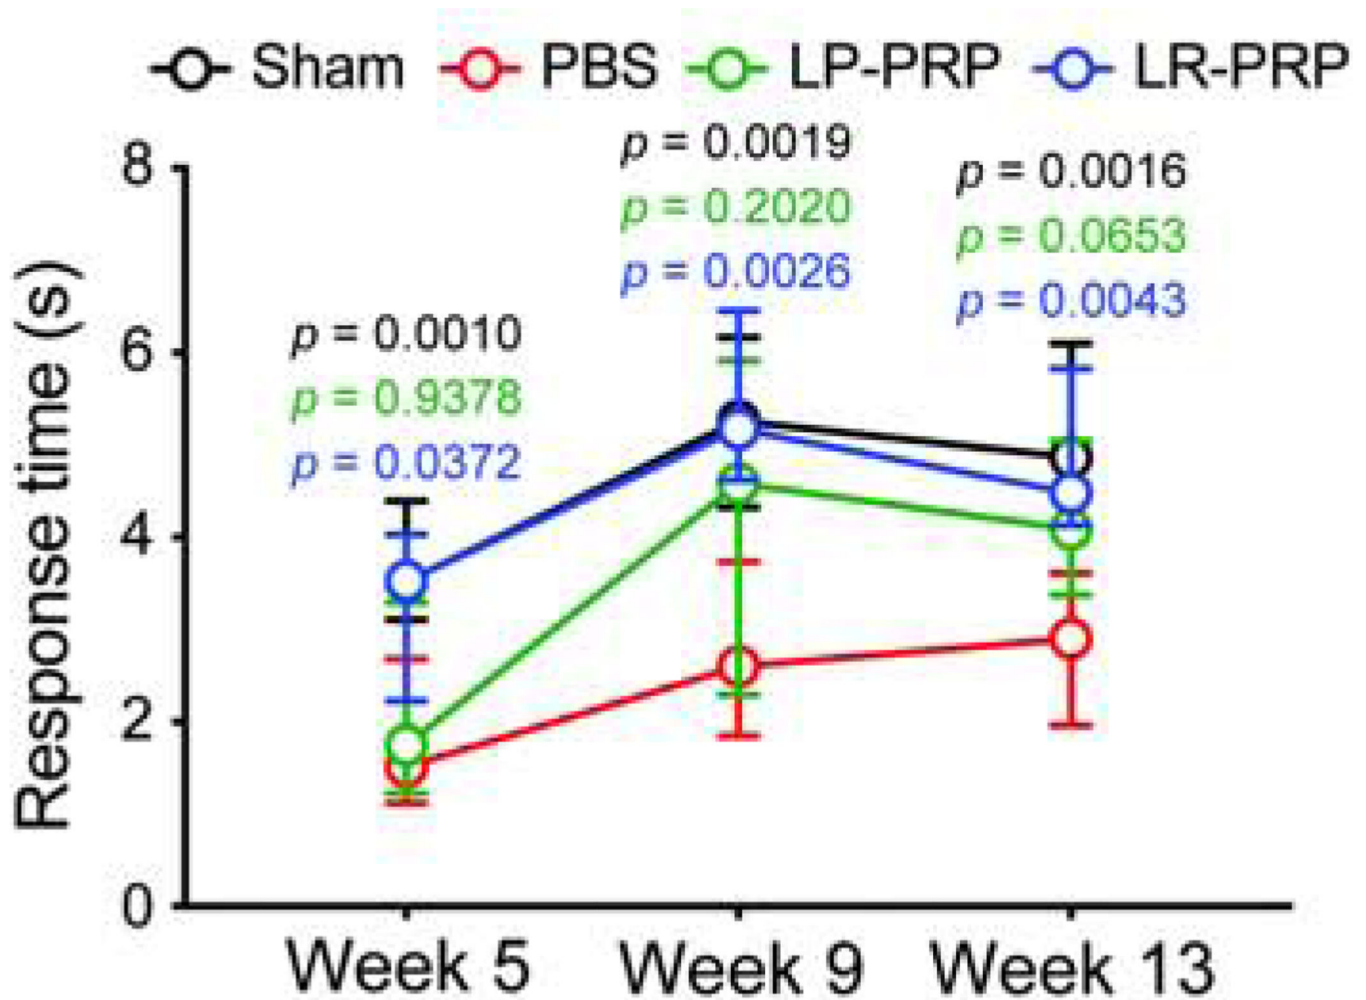 Sham PBS LP-PRP LR-PRP
p = 0.0019
p = 0.2020
p = 0.0026
p = 0.0016
p = 0.0653
p = 0.0043
p = 0.0010
p = 0.9378
p = 0.0372
Response time (s)
8
6
4
2
0
Week 5 Week 9 Week 13